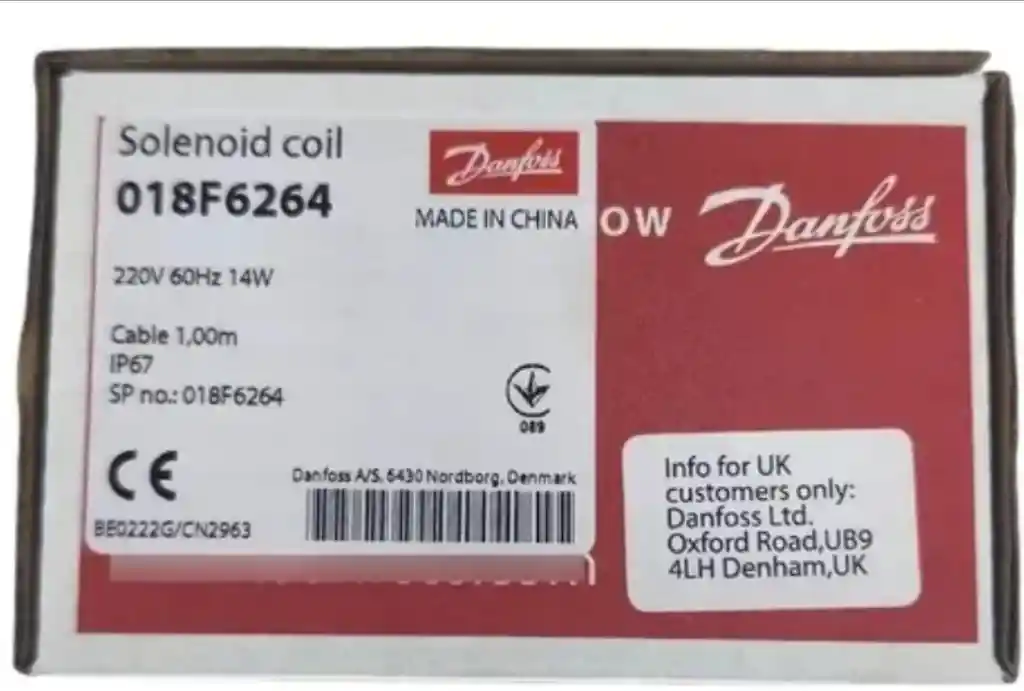 Solenoid coil
018F6264
Danfoss
MADE IN CHINA
220V 60Hz 14W
Cable 1,00m
IP67
SP no.: 018F6264
089
Danfoss A/S, 6430 Nordborg, Denmark
BE0222G/CN2963
CE
OW
Danfoss
Info for UK
customers only:
Danfoss Ltd.
Oxford Road,UB9
4LH Denham,UK